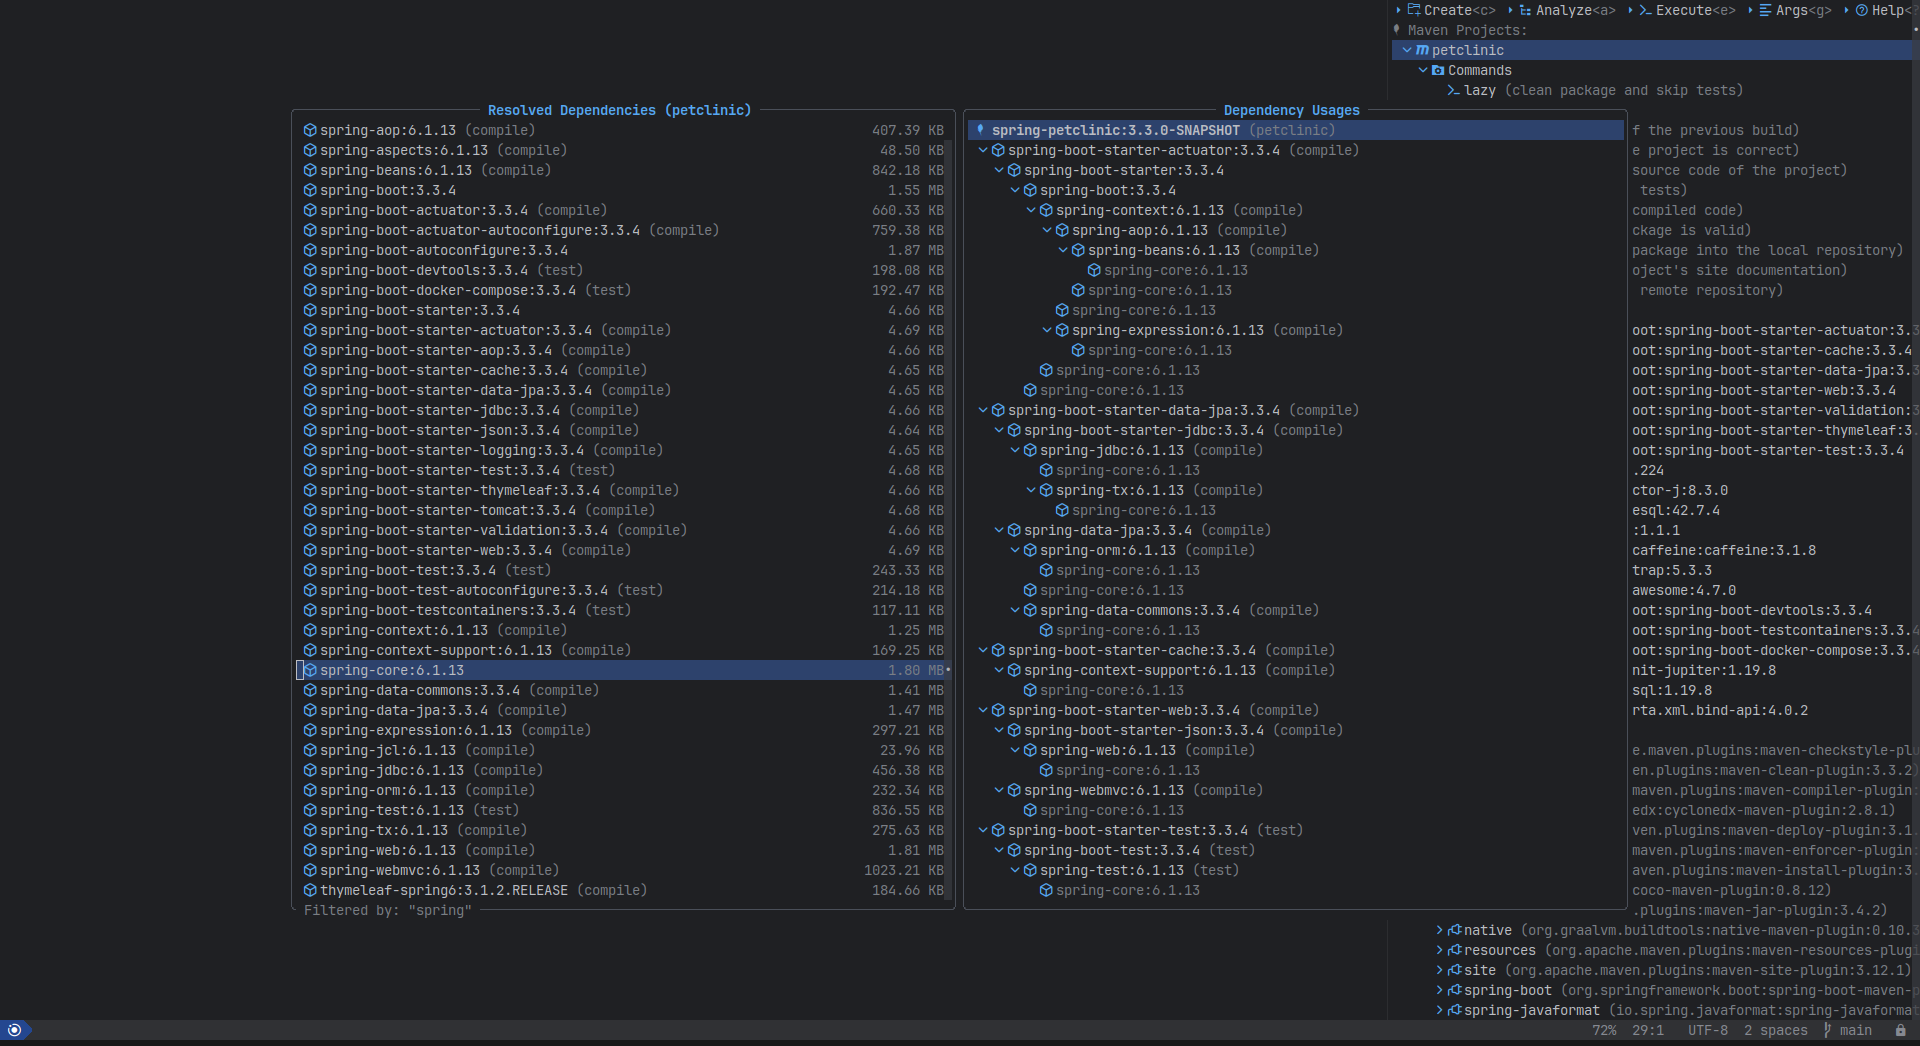 Create<c> Analyze<a> Execute<e> Args<g> Help<
Maven Projects:
petclinic
Commands
lazy (clean package and skip tests)
Resolved Dependencies (petclinic)
spring-aop:6.1.13 (compile) 407.39 KB
spring-aspects:6.1.13 (compile) 48.50 KB
spring-beans:6.1.13 (compile) 842.18 KB
spring-boot:3.3.4 1.55 MB
spring-boot-actuator:3.3.4 (compile) 660.33 KB
spring-boot-actuator-autoconfigure:3.3.4 (compile) 759.38 KB
spring-boot-autoconfigure:3.3.4 1.87 MB
spring-boot-devtools:3.3.4 (test) 198.08 KB
spring-boot-docker-compose:3.3.4 (test) 192.47 KB
spring-boot-starter:3.3.4 4.66 KB
spring-boot-starter-actuator:3.3.4 (compile) 4.69 KB
spring-boot-starter-aop:3.3.4 (compile) 4.66 KB
spring-boot-starter-cache:3.3.4 (compile) 4.65 KB
spring-boot-starter-data-jpa:3.3.4 (compile) 4.65 KB
spring-boot-starter-jdbc:3.3.4 (compile) 4.66 KB
spring-boot-starter-json:3.3.4 (compile) 4.64 KB
spring-boot-starter-logging:3.3.4 (compile) 4.65 KB
spring-boot-starter-test:3.3.4 (test) 4.68 KB
spring-boot-starter-thymeleaf:3.3.4 (compile) 4.66 KB
spring-boot-starter-tomcat:3.3.4 (compile) 4.68 KB
spring-boot-starter-validation:3.3.4 (compile) 4.66 KB
spring-boot-starter-web:3.3.4 (compile) 4.69 KB
spring-boot-test:3.3.4 (test) 243.33 KB
spring-boot-test-autoconfigure:3.3.4 (test) 214.18 KB
spring-boot-testcontainers:3.3.4 (test) 117.11 KB
spring-context:6.1.13 (compile) 1.25 MB
spring-context-support:6.1.13 (compile) 169.25 KB
spring-core:6.1.13 1.80 MB
spring-data-commons:3.3.4 (compile) 1.41 MB
spring-data-jpa:3.3.4 (compile) 1.47 MB
spring-expression:6.1.13 (compile) 297.21 KB
spring-jcl:6.1.13 (compile) 23.96 KB
spring-jdbc:6.1.13 (compile) 456.38 KB
spring-orm:6.1.13 (compile) 232.34 KB
spring-test:6.1.13 (test) 836.55 KB
spring-tx:6.1.13 (compile) 275.63 KB
spring-web:6.1.13 (compile) 1.81 MB
spring-webmvc:6.1.13 (compile) 1023.21 KB
thymeleaf-spring6:3.1.2.RELEASE (compile) 184.66 KB
Filtered by: "spring"
Dependency Usages
spring-petclinic:3.3.0-SNAPSHOT (petclinic)
spring-boot-starter-actuator:3.3.4 (compile)
spring-boot-starter:3.3.4
spring-boot:3.3.4
spring-context:6.1.13 (compile)
spring-aop:6.1.13 (compile)
spring-beans:6.1.13 (compile)
spring-core:6.1.13
spring-core:6.1.13
spring-core:6.1.13
spring-expression:6.1.13 (compile)
spring-core:6.1.13
spring-core:6.1.13
spring-core:6.1.13
spring-boot-starter-data-jpa:3.3.4 (compile)
spring-boot-starter-jdbc:3.3.4 (compile)
spring-jdbc:6.1.13 (compile)
spring-core:6.1.13
spring-tx:6.1.13 (compile)
spring-core:6.1.13
spring-data-jpa:3.3.4 (compile)
spring-orm:6.1.13 (compile)
spring-core:6.1.13
spring-core:6.1.13
spring-data-commons:3.3.4 (compile)
spring-core:6.1.13
spring-boot-starter-cache:3.3.4 (compile)
spring-context-support:6.1.13 (compile)
spring-core:6.1.13
spring-boot-starter-web:3.3.4 (compile)
spring-boot-starter-json:3.3.4 (compile)
spring-web:6.1.13 (compile)
spring-core:6.1.13
spring-webmvc:6.1.13 (compile)
spring-core:6.1.13
spring-boot-starter-test:3.3.4 (test)
spring-boot-test:3.3.4 (test)
spring-test:6.1.13 (test)
spring-core:6.1.13
f the previous build)
e project is correct)
source code of the project)
tests)
compiled code)
ckage is valid)
package into the local repository)
oject's site documentation)
remote repository)
oot:spring-boot-starter-actuator:3.3
oot:spring-boot-starter-cache:3.3.4
oot:spring-boot-starter-data-jpa:3.3
oot:spring-boot-starter-web:3.3.4
oot:spring-boot-starter-validation:3
oot:spring-boot-starter-thymeleaf:3.
oot:spring-boot-starter-test:3.3.4
.224
ctor-j:8.3.0
esql:42.7.4
:1.1.1
caffeine:caffeine:3.1.8
trap:5.3.3
awesome:4.7.0
oot:spring-boot-devtools:3.3.4
oot:spring-boot-testcontainers:3.3.4
oot:spring-boot-docker-compose:3.3.4
nit-jupiter:1.19.8
sql:1.19.8
rta.xml.bind-api:4.0.2
e.maven.plugins:maven-checkstyle-plu
en.plugins:maven-clean-plugin:3.3.2)
maven.plugins:maven-compiler-plugin:
edx:cyclonedx-maven-plugin:2.8.1)
ven.plugins:maven-deploy-plugin:3.1.
maven.plugins:maven-enforcer-plugin:
aven.plugins:maven-install-plugin:3.
coco-maven-plugin:0.8.12)
.plugins:maven-jar-plugin:3.4.2)
native (org.graalvm.buildtools:native-maven-plugin:0.10.3
resources (org.apache.maven.plugins:maven-resources-plugi
site (org.apache.maven.plugins:maven-site-plugin:3.12.1)
spring-boot (org.springframework.boot:spring-boot-maven-p
spring-javaformat (io.spring.javaformat:spring-javaformat
72% 29:1 UTF-8 2 spaces main